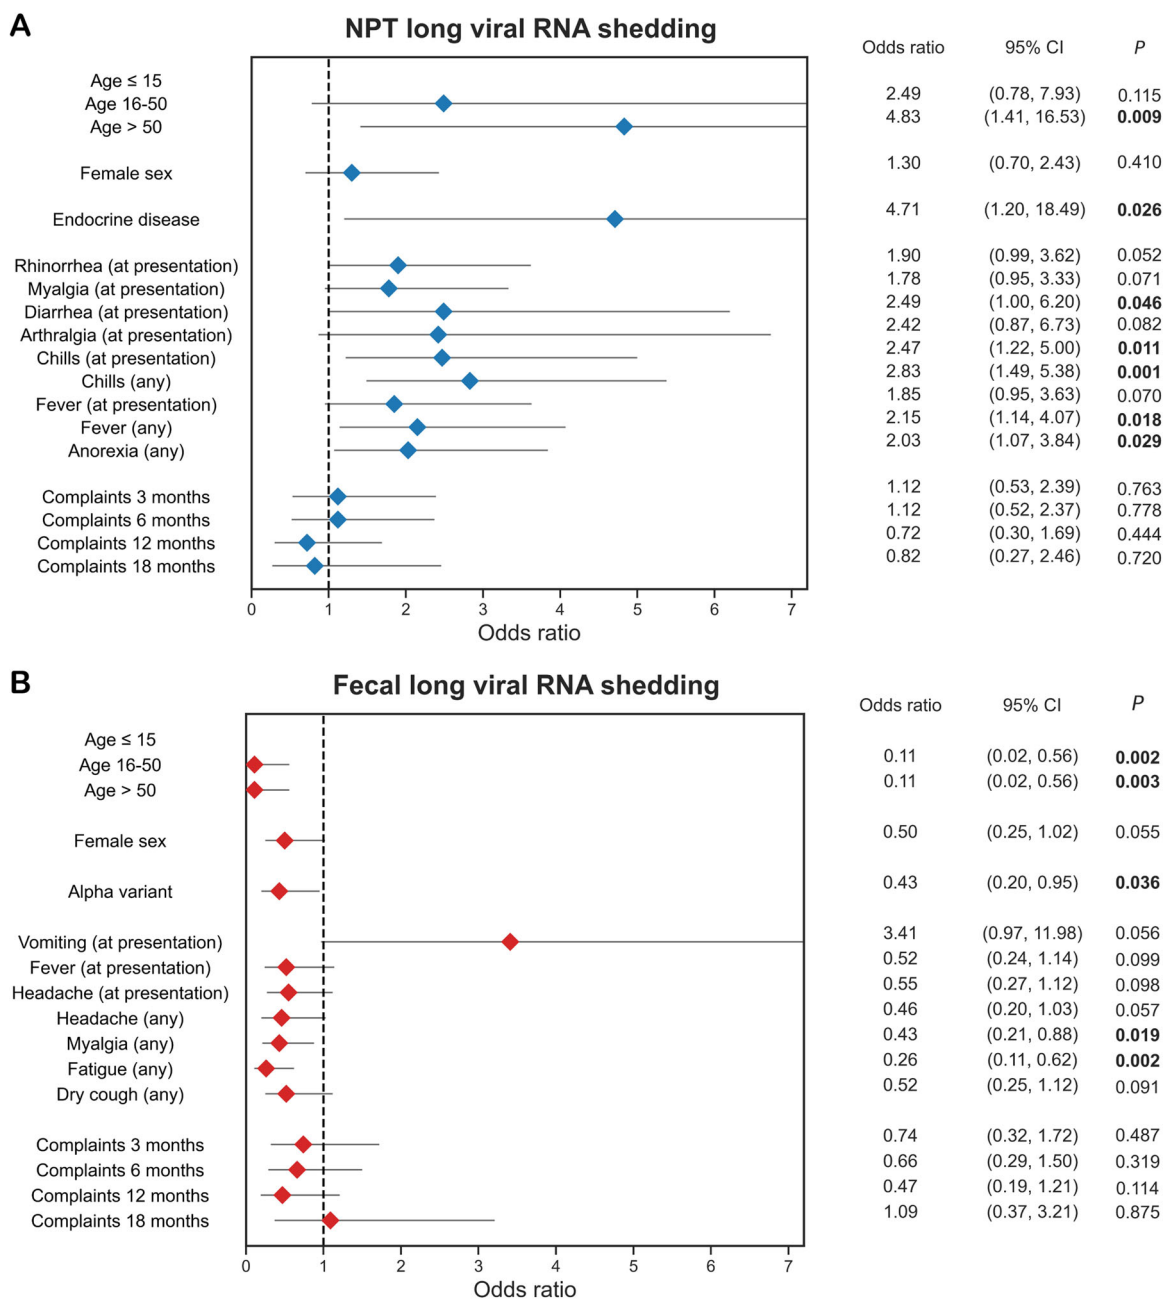 A
NPT long viral RNA shedding
Odds ratio 95% CI P
Age ≤ 15
Age 16-50 2.49 (0.78, 7.93) 0.115
Age > 50 4.83 (1.41, 16.53) 0.009
Female sex 1.30 (0.70, 2.43) 0.410
Endocrine disease 4.71 (1.20, 18.49) 0.026
Rhinorrhea (at presentation) 1.90 (0.99, 3.62) 0.052
Myalgia (at presentation) 1.78 (0.95, 3.33) 0.071
Diarrhea (at presentation) 2.49 (1.00, 6.20) 0.046
Arthralgia (at presentation) 2.42 (0.87, 6.73) 0.082
Chills (at presentation) 2.47 (1.22, 5.00) 0.011
Chills (any) 2.83 (1.49, 5.38) 0.001
Fever (at presentation) 1.85 (0.95, 3.63) 0.070
Fever (any) 2.15 (1.14, 4.07) 0.018
Anorexia (any) 2.03 (1.07, 3.84) 0.029
Complaints 3 months 1.12 (0.53, 2.39) 0.763
Complaints 6 months 1.12 (0.52, 2.37) 0.778
Complaints 12 months 0.72 (0.30, 1.69) 0.444
Complaints 18 months 0.82 (0.27, 2.46) 0.720
0 1 2 3 4 5 6 7
Odds ratio
B
Fecal long viral RNA shedding
Odds ratio 95% CI P
Age ≤ 15
Age 16-50 0.11 (0.02, 0.56) 0.002
Age > 50 0.11 (0.02, 0.56) 0.003
Female sex 0.50 (0.25, 1.02) 0.055
Alpha variant 0.43 (0.20, 0.95) 0.036
Vomiting (at presentation) 3.41 (0.97, 11.98) 0.056
Fever (at presentation) 0.52 (0.24, 1.14) 0.099
Headache (at presentation) 0.55 (0.27, 1.12) 0.098
Headache (any) 0.46 (0.20, 1.03) 0.057
Myalgia (any) 0.43 (0.21, 0.88) 0.019
Fatigue (any) 0.26 (0.11, 0.62) 0.002
Dry cough (any) 0.52 (0.25, 1.12) 0.091
Complaints 3 months 0.74 (0.32, 1.72) 0.487
Complaints 6 months 0.66 (0.29, 1.50) 0.319
Complaints 12 months 0.47 (0.19, 1.21) 0.114
Complaints 18 months 1.09 (0.37, 3.21) 0.875
0 1 2 3 4 5 6 7
Odds ratio